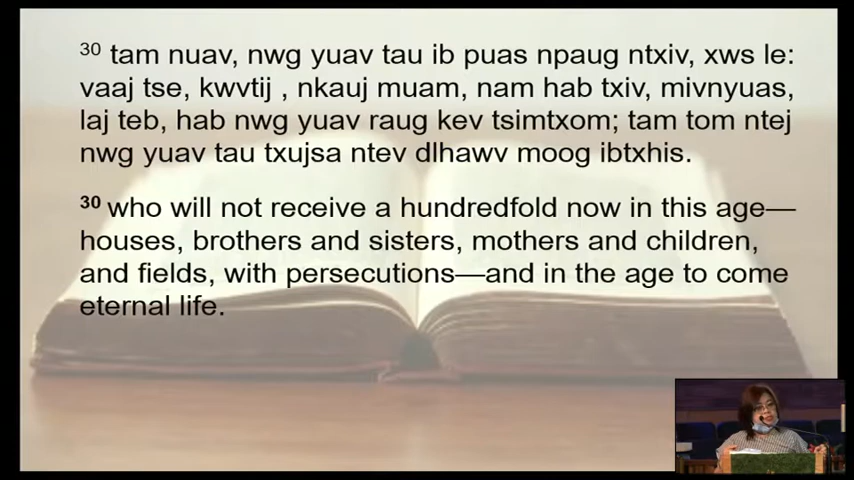 30 tam nuav, nwg yuav tau ib puas npaug ntxiv, xws le:
vaaj tse, kwvtij , nkauj muam, nam hab txiv, mivnyuas,
laj teb, hab nwg yuav raug kev tsimtxom; tam tom ntej
nwg yuav tau txujsa ntev dlhawv moog ibtxhis.
30 who will not receive a hundredfold now in this age—
houses, brothers and sisters, mothers and children,
and fields, with persecutions—and in the age to come
eternal life.